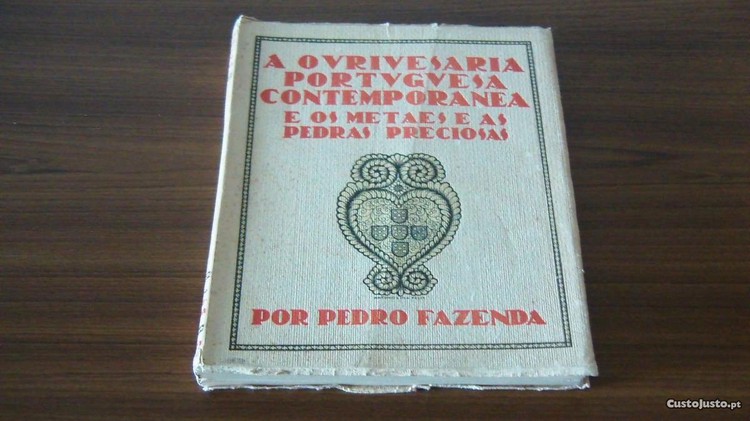 A OVRIVESARIA
PORTVGVESA
CONTEMPORANEA
E OS METAES E AS
PEDRAS PRECIOSAS
POR PEDRO FAZENDA
CustoJusto.pt